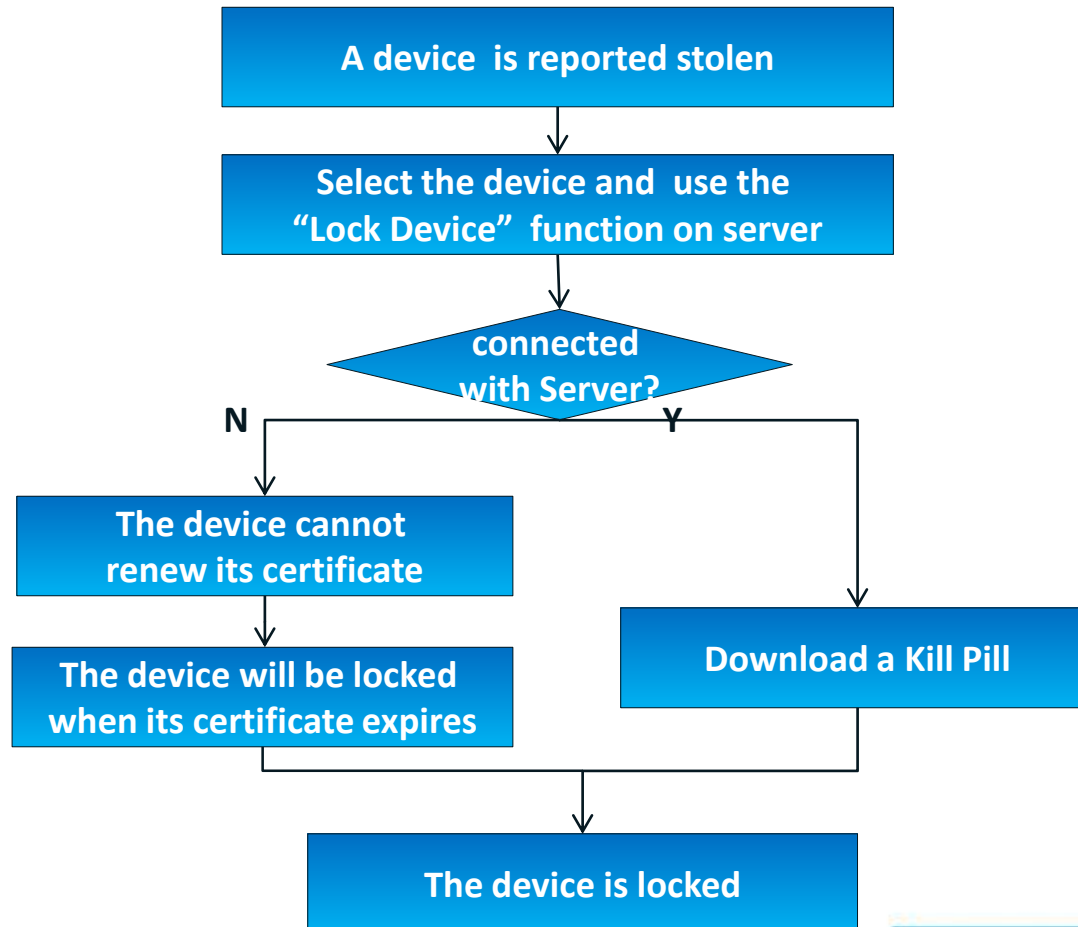 A device is reported stolen
Select the device and use the
“Lock Device” function on server
connected
with Server?
N
Y
The device cannot
renew its certificate
The device will be locked
when its certificate expires
Download a Kill Pill
The device is locked